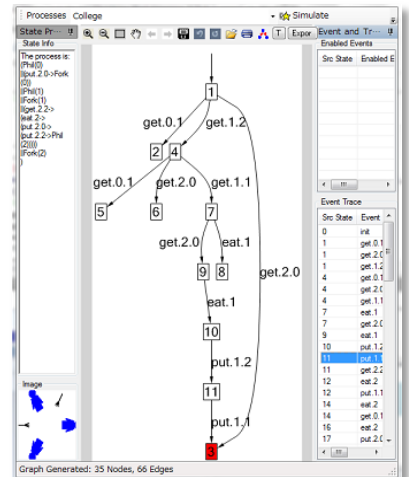 Processes College
Simulate
State Pr···
Expor
Event and Tr···
State Info
The process is:
(Phil(0)
|||(put.2.0->Fork
(0))
|||Phil(1)
|||Fork(1)
|||(get.2.2->
(eat.2->
(put.2.0->
(put.2.2->Phil
(2)))))
|||Fork(2)
)
Image
1
get.0.1
get.1.2
2
4
get.0.1
get.2.0
get.1.1
5
6
7
get.2.0
eat.1
9
8
get.2.0
eat.1
10
put.1.2
11
put.1.1
3
Enabled Events
Src State Enabled E
Event Trace
Src State Event
0 init
1 get.0.1
1 get.2.0
1 get.1.2
4 get.0.1
4 get.2.0
4 get.1.1
7 eat.1
7 get.2.0
9 eat.1
10 put.1.2
11 put.1.1
11 get.2.2
12 eat.2
12 put.1.1
14 eat.2
14 get.0.1
16 eat.2
17 put.2.0
Graph Generated: 35 Nodes, 66 Edges